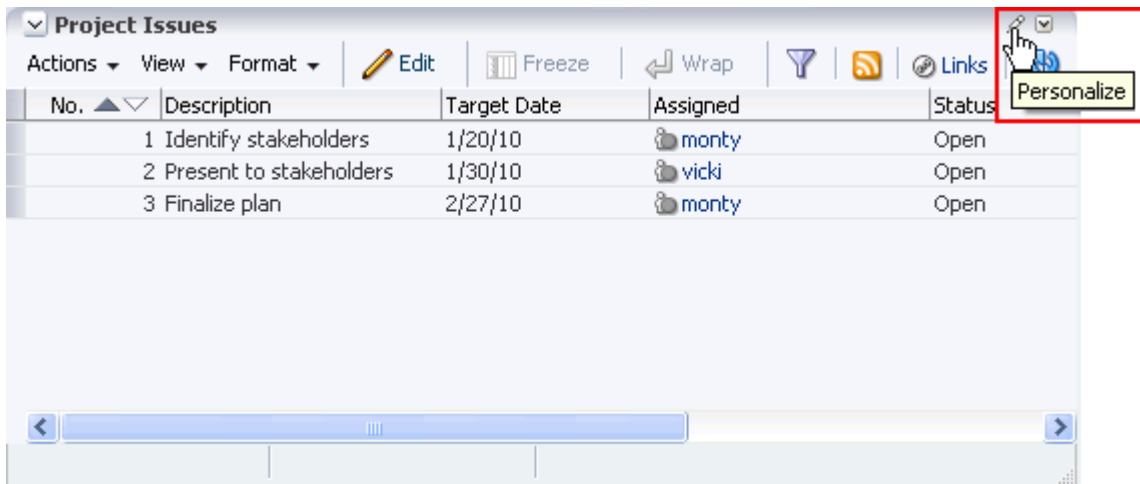 Project Issues
Actions View Format Edit Freeze Wrap Links
Personalize
No. Description Target Date Assigned Status
1 Identify stakeholders 1/20/10 monty Open
2 Present to stakeholders 1/30/10 vicki Open
3 Finalize plan 2/27/10 monty Open